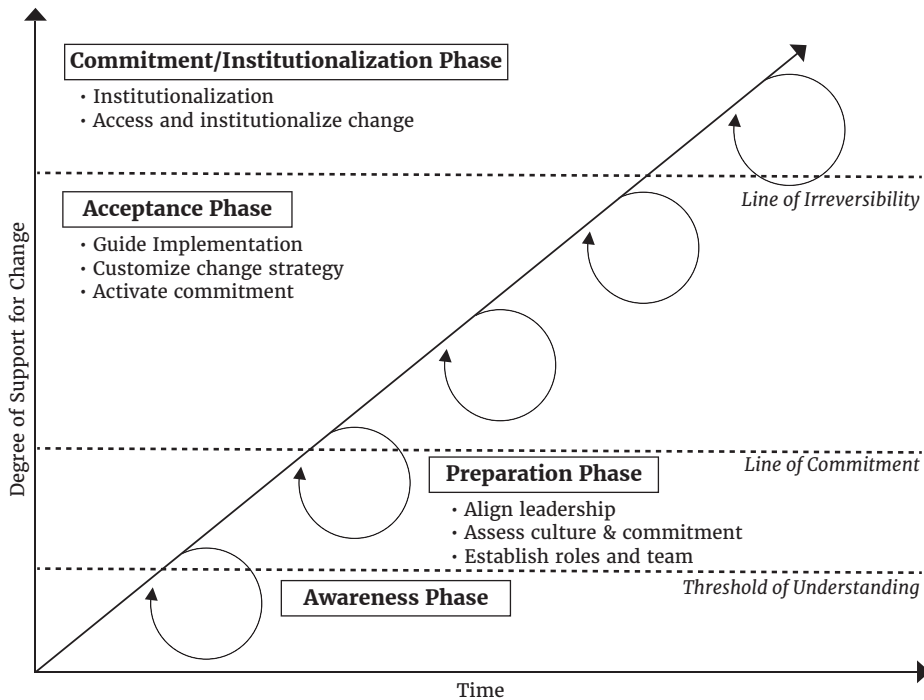 Commitment/Institutionalization Phase
· Institutionalization
· Access and institutionalize change
Line of Irreversibility
Acceptance Phase
· Guide Implementation
· Customize change strategy
· Activate commitment
Degree of Support for Change
Line of Commitment
Preparation Phase
· Align leadership
· Assess culture & commitment
· Establish roles and team
Threshold of Understanding
Awareness Phase
Time